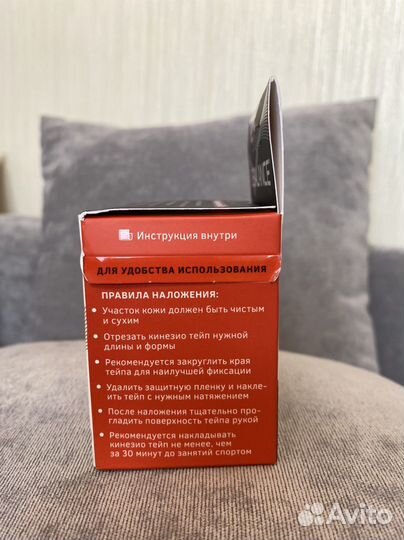 Инструкция внутри
ДЛЯ УДОБСТВА ИСПОЛЬЗОВАНИЯ
ПРАВИЛА НАЛОЖЕНИЯ:
• Участок кожи должен быть чистым
и сухим
• Отрезать кинезио тейп нужной
длины и формы
• Рекомендуется закруглить края
тейпа для наилучшей фиксации
• Удалить защитную пленку и накле-
ить тейп с нужным натяжением
• После наложения тщательно про-
гладить поверхность тейпа рукой
• Рекомендуется накладывать
кинезио тейп не менее, чем
за 30 минут до занятий спортом
Avito